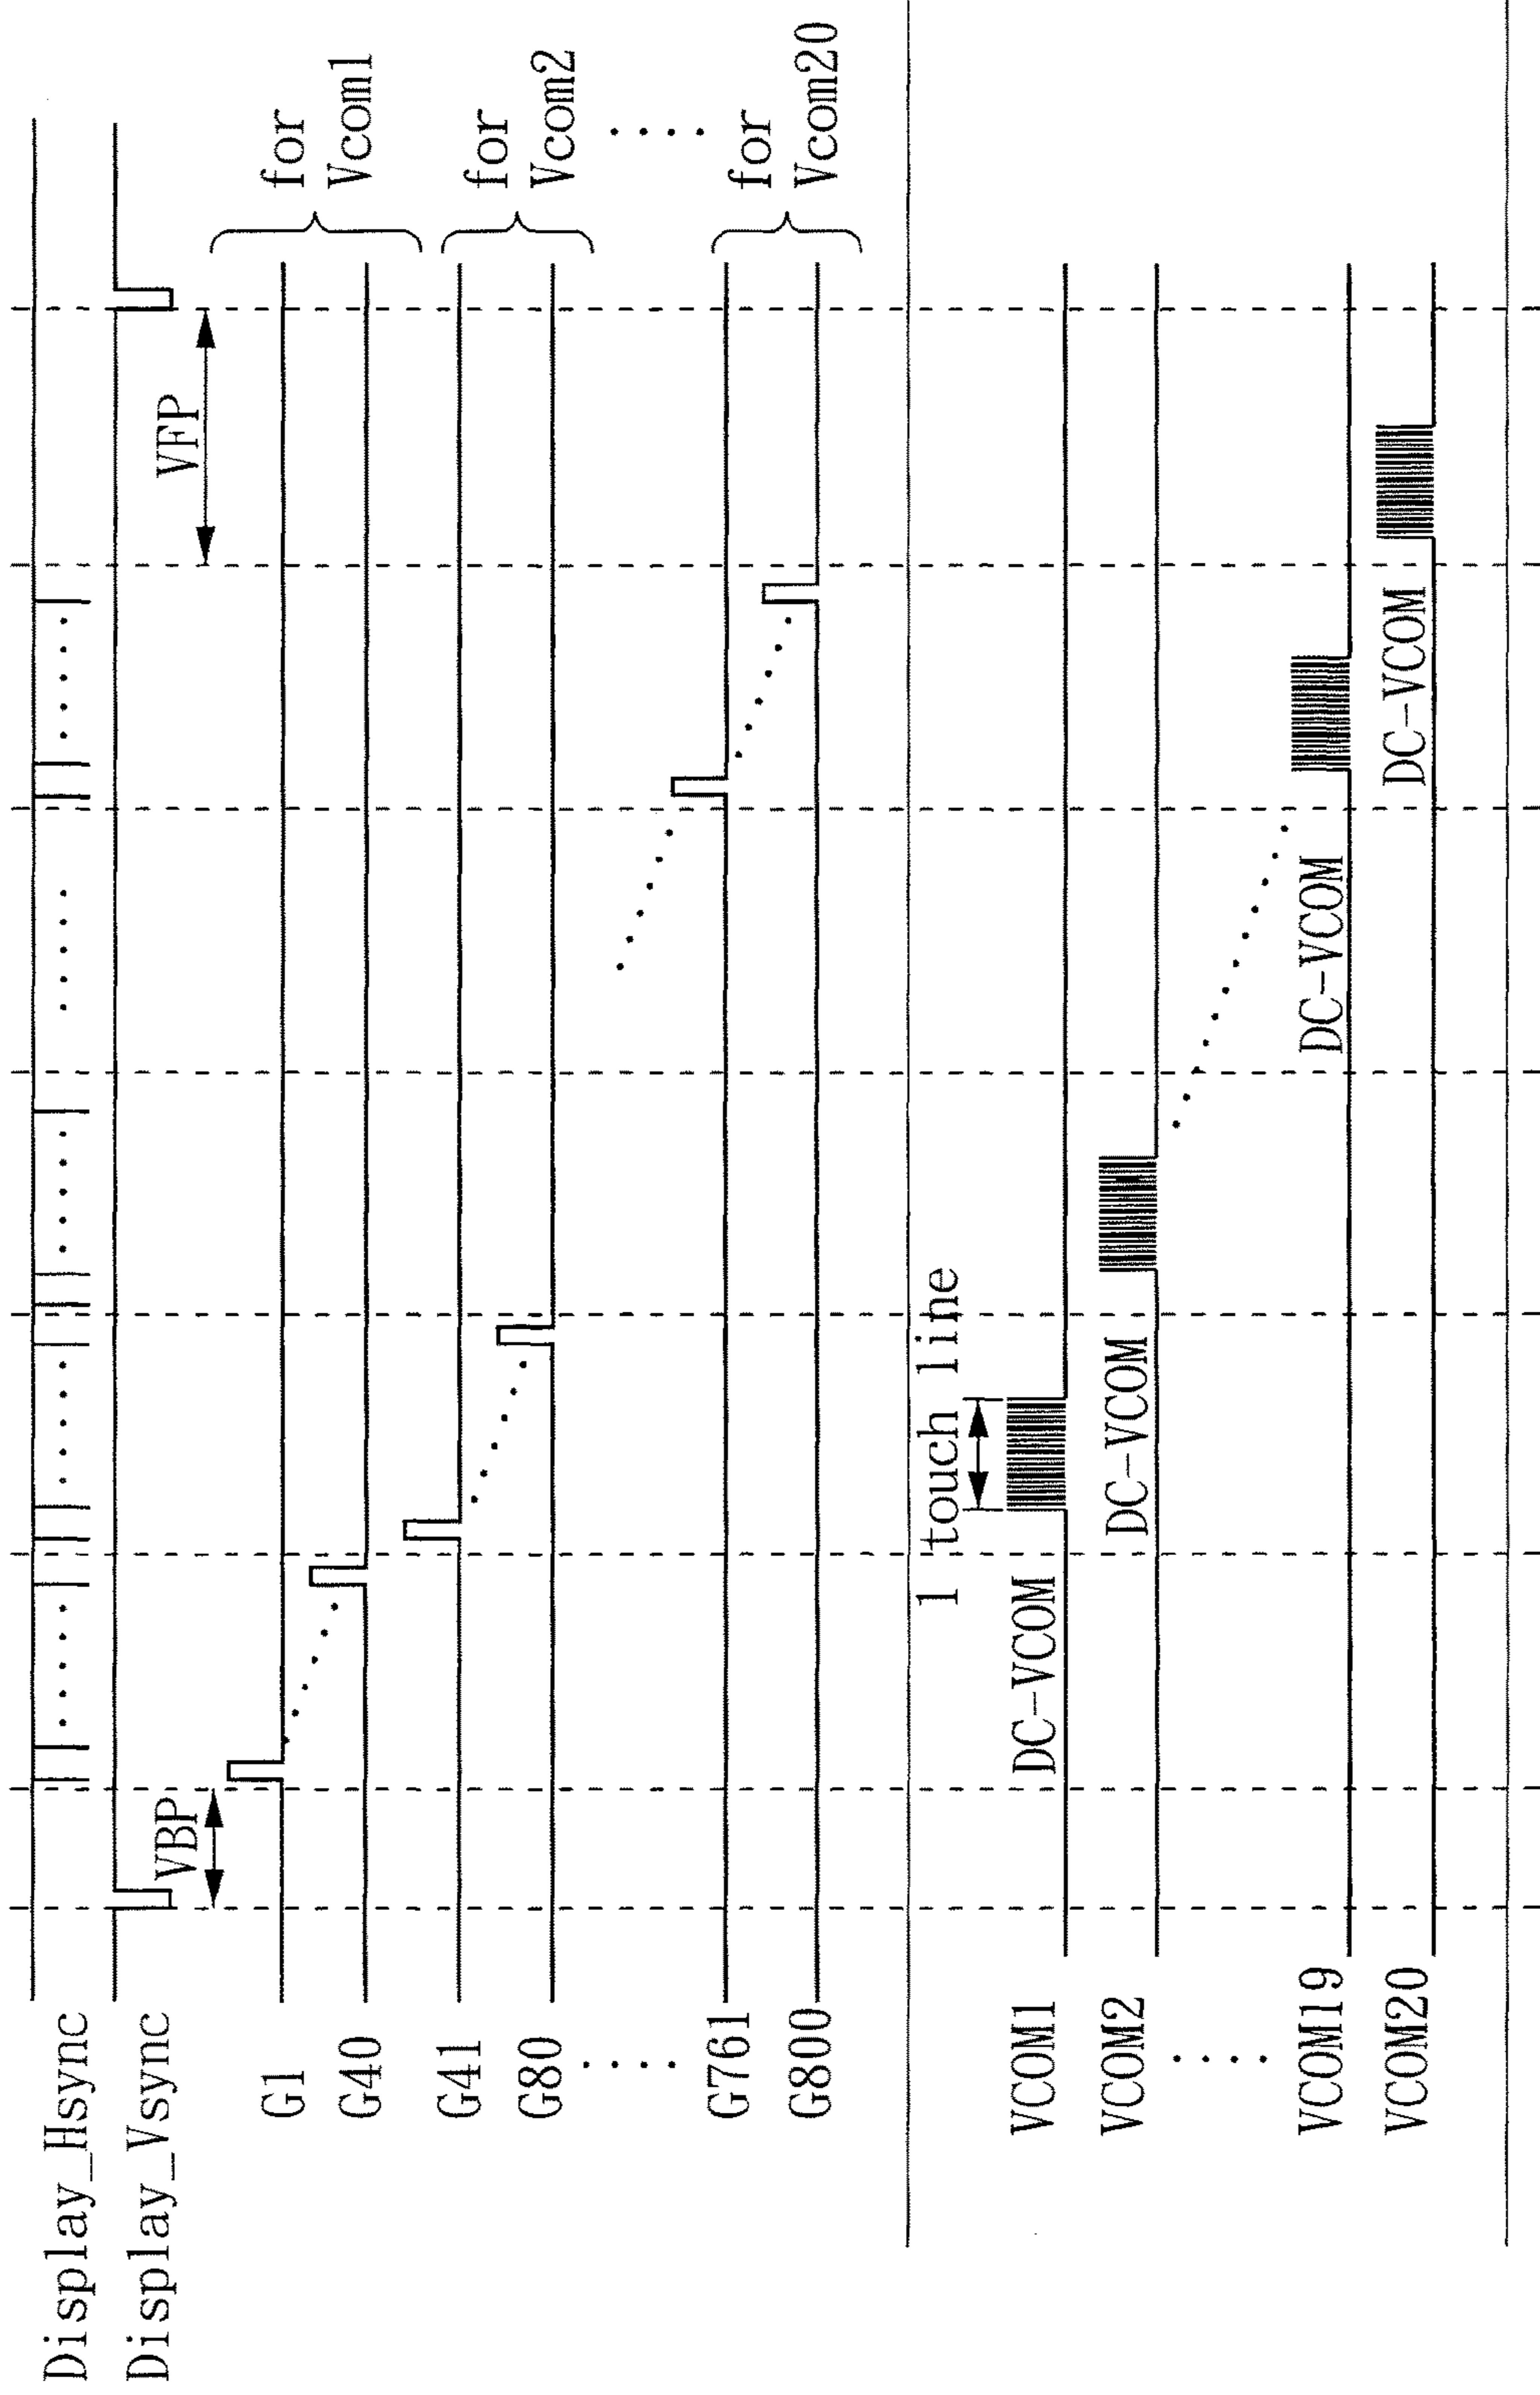 Display_Hsync
Display_Vsync
VBP
VFP
G1
G40
for
Vcom1
G41
G80
for
Vcom2
G761
G800
for
Vcom20
1 touch line
VCOM1
DC-VCOM
VCOM2
DC-VCOM
VCOM19
DC-VCOM
VCOM20
DC-VCOM